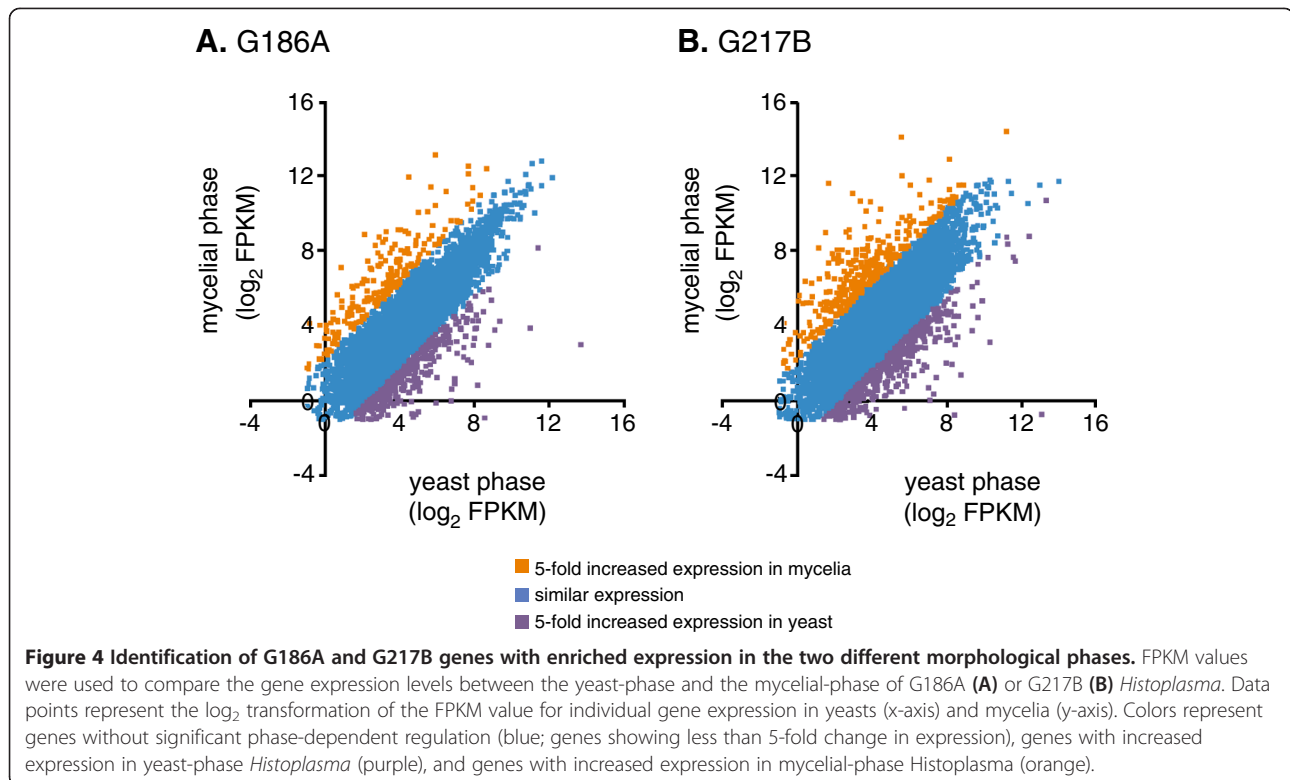 A. G186A
B. G217B
16
12
8
4
0
-4
-4
0
4
8
12
16
mycelial phase
(log₂ FPKM)
yeast phase
(log₂ FPKM)
16
12
8
4
0
-4
-4
0
4
8
12
16
mycelial phase
(log₂ FPKM)
yeast phase
(log₂ FPKM)
5-fold increased expression in mycelia
similar expression
5-fold increased expression in yeast
Figure 4 Identification of G186A and G217B genes with enriched expression in the two different morphological phases. FPKM values
were used to compare the gene expression levels between the yeast-phase and the mycelial-phase of G186A (A) or G217B (B) Histoplasma. Data
points represent the log₂ transformation of the FPKM value for individual gene expression in yeasts (x-axis) and mycelia (y-axis). Colors represent
genes without significant phase-dependent regulation (blue; genes showing less than 5-fold change in expression), genes with increased
expression in yeast-phase Histoplasma (purple), and genes with increased expression in mycelial-phase Histoplasma (orange).